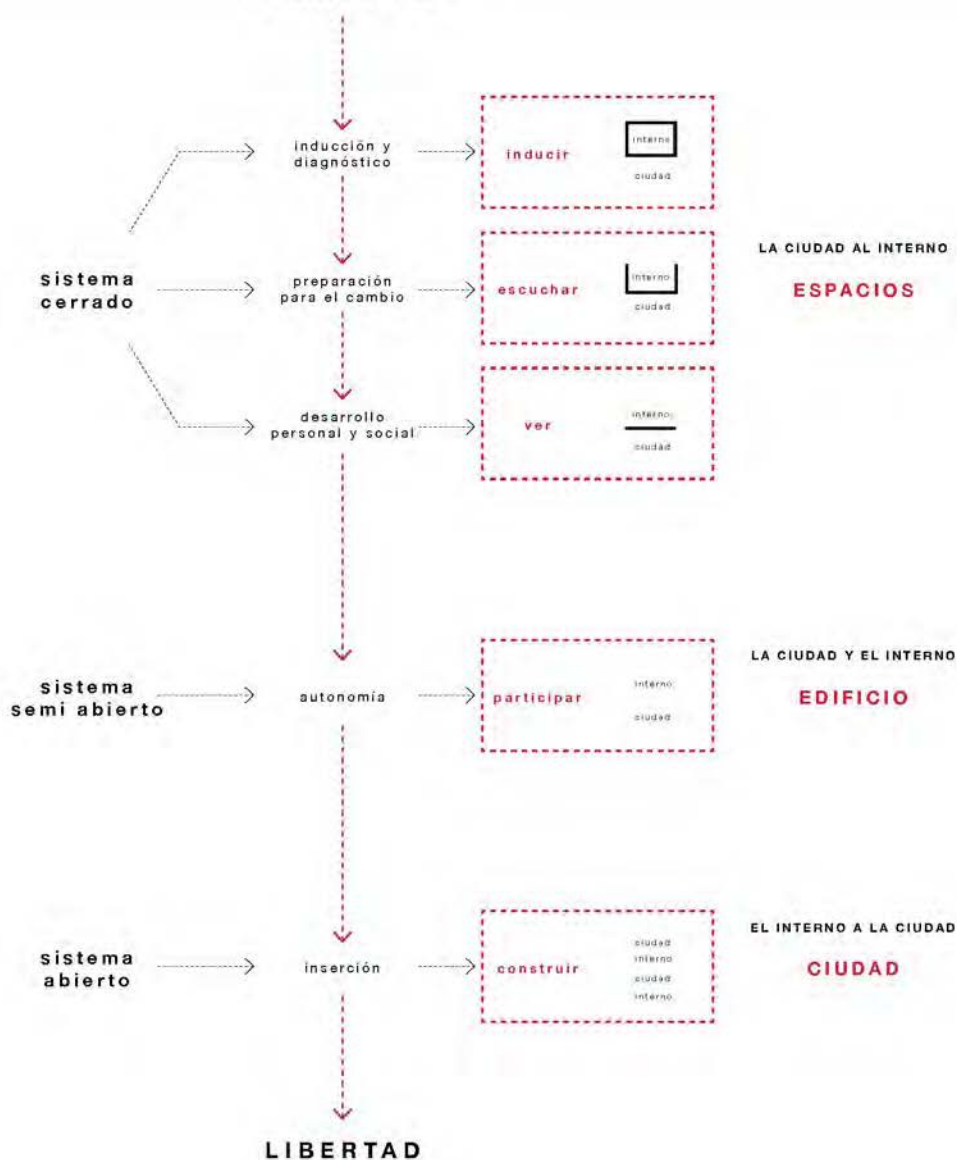 inducción y
diagnóstico
inducir
interno
ciudad
LA CIUDAD AL INTERNO
ESPACIOS
sistema
cerrado
preparación
para el cambio
escuchar
interno
ciudad
desarrollo
personal y social
ver
interno
ciudad
LA CIUDAD Y EL INTERNO
EDIFICIO
sistema
semi abierto
autonomía
participar
interno
ciudad
EL INTERNO A LA CIUDAD
CIUDAD
sistema
abierto
inserción
construir
ciudad
interno
ciudad
interno
LIBERTAD